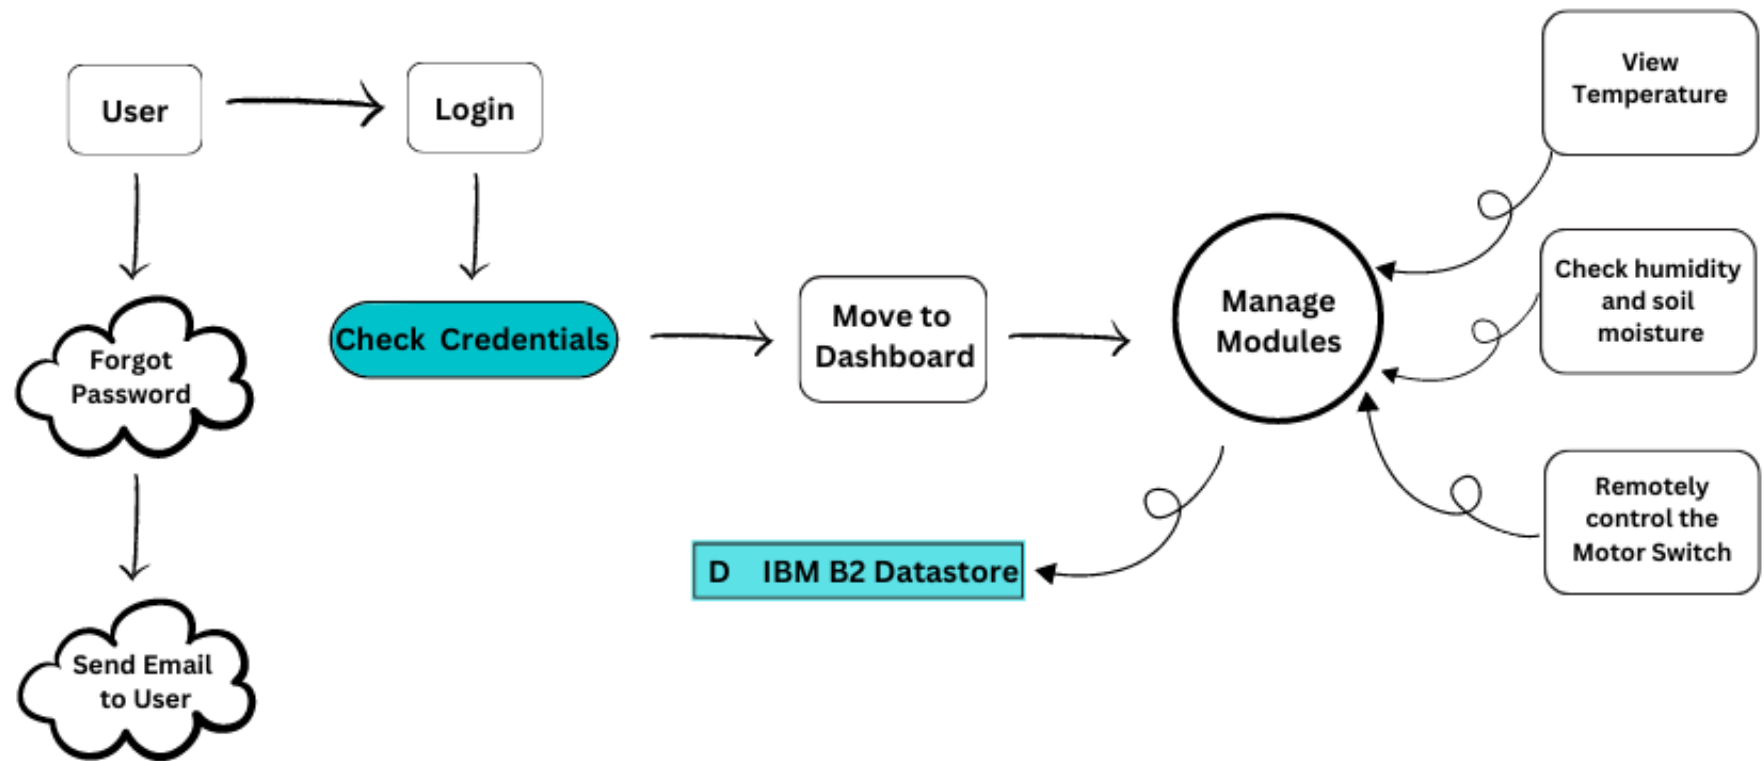 User
Login
View
Temperature
Check humidity
and soil
moisture
Manage
Modules
Move to
Dashboard
Check  Credentials
Forgot
Password
Remotely
control the
Motor Switch
D    IBM B2 Datastore
Send Email
to User